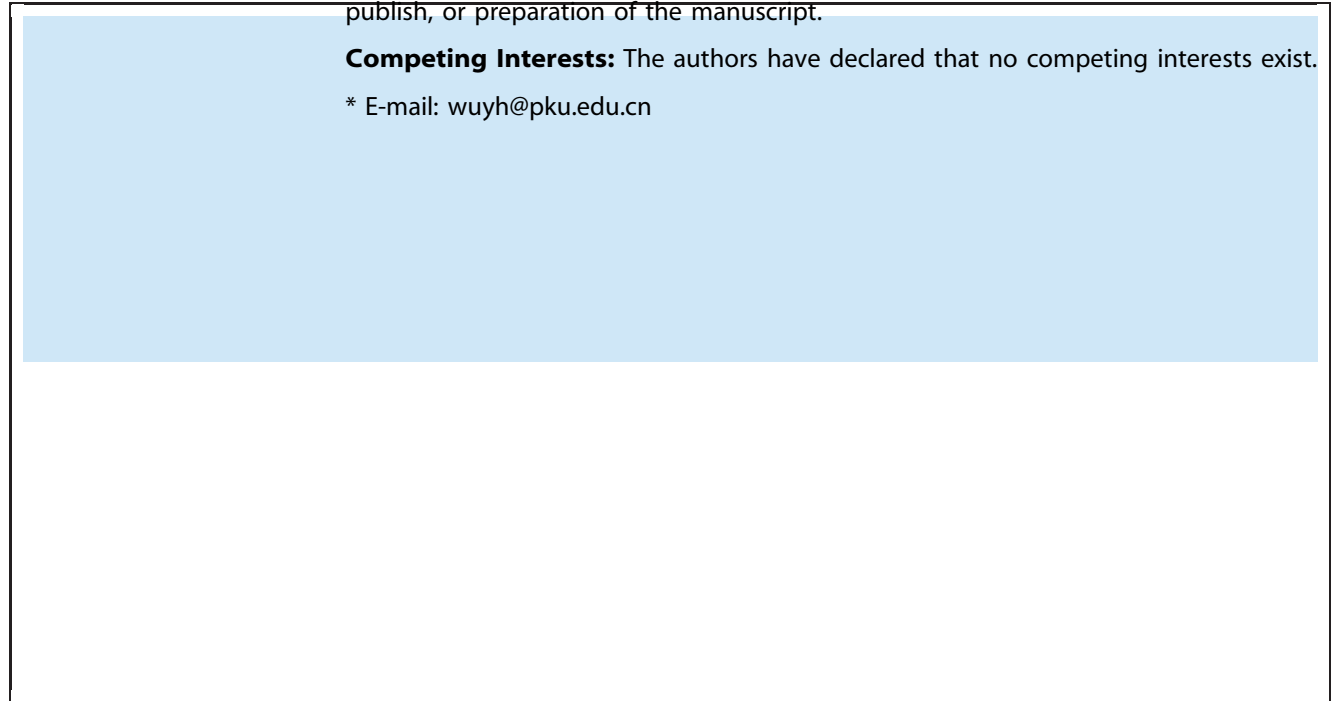 publish, or preparation of the manuscript.
Competing Interests: The authors have declared that no competing interests exist.
* E-mail: wuyh@pku.edu.cn